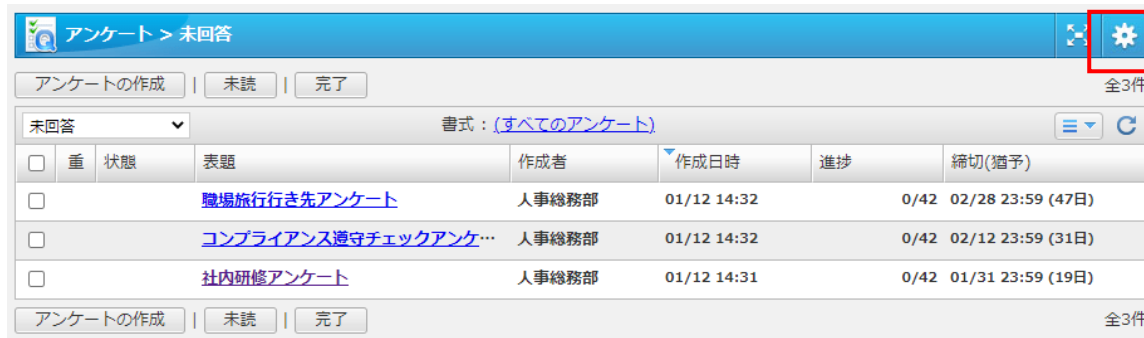 アンケート > 未回答
アンケートの作成 | 未読 | 完了 全3件
未回答 書式：(すべてのアンケート)
重 状態 表題 作成者 作成日時 進捗 締切(猶予)
職場旅行行き先アンケート 人事総務部 01/12 14:32 0/42 02/28 23:59 (47日)
コンプライアンス遵守チェックアンケ… 人事総務部 01/12 14:32 0/42 02/12 23:59 (31日)
社内研修アンケート 人事総務部 01/12 14:31 0/42 01/31 23:59 (19日)
アンケートの作成 | 未読 | 完了 全3件